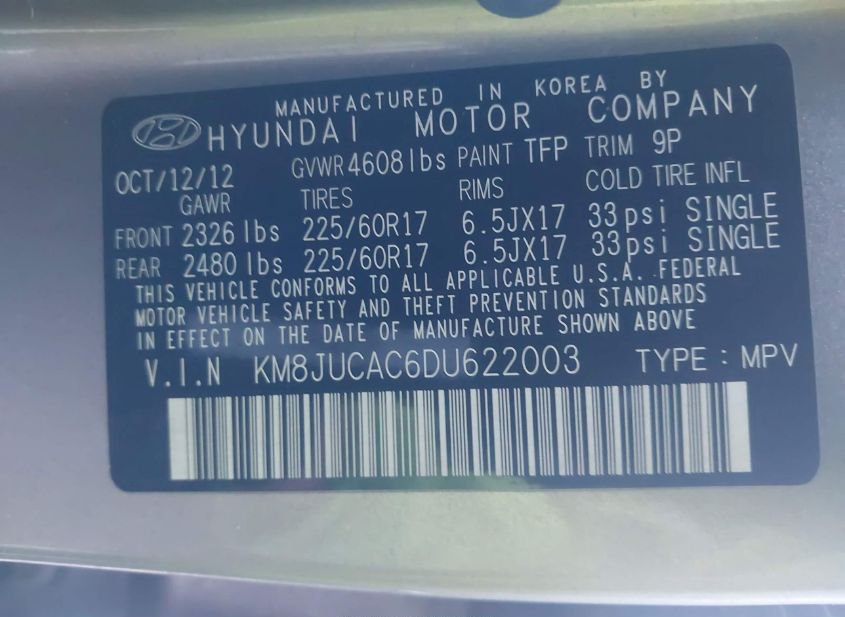 MANUFACTURED IN KOREA BY
HYUNDAI MOTOR COMPANY
OCT/12/12 GVWR 4608lbs PAINT TFP TRIM 9P
GAWR TIRES RIMS COLD TIRE INFL
FRONT 2326 lbs 225/60R17 6.5JX17 33psi SINGLE
REAR 2480 lbs 225/60R17 6.5JX17 33psi SINGLE
THIS VEHICLE CONFORMS TO ALL APPLICABLE U.S.A. FEDERAL
MOTOR VEHICLE SAFETY AND THEFT PREVENTION STANDARDS
IN EFFECT ON THE DATE OF MANUFACTURE SHOWN ABOVE
V.I.N KM8JUCAC6DU622003 TYPE : MPV